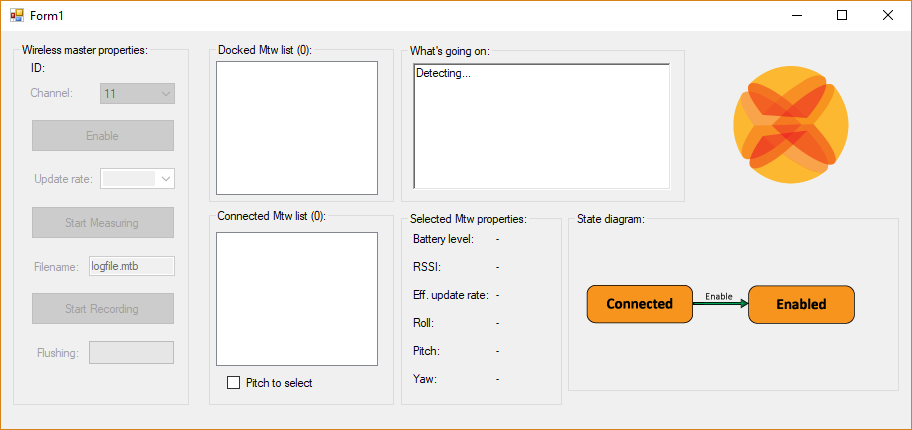 Form1
Wireless master properties:
ID:
Channel: 11
Enable
Update rate:
Start Measuring
Filename: logfile.mtb
Start Recording
Flushing:
Docked Mtw list (0):
Connected Mtw list (0):
Pitch to select
What's going on:
Detecting...
Selected Mtw properties:
Battery level: -
RSSI: -
Eff. update rate: -
Roll: -
Pitch: -
Yaw: -
State diagram:
Connected Enable Enabled